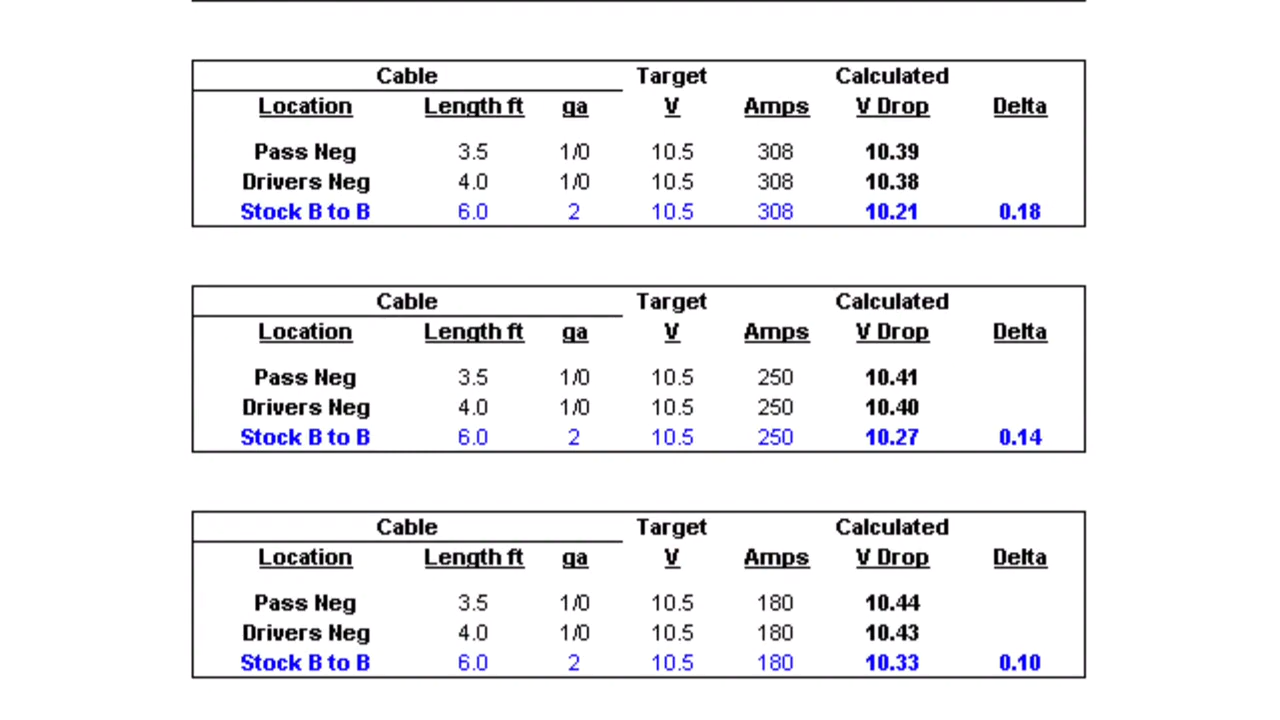 Cable Target Calculated
Location Length ft ga V Amps V Drop Delta
Pass Neg 3.5 1/0 10.5 308 10.39
Drivers Neg 4.0 1/0 10.5 308 10.38
Stock B to B 6.0 2 10.5 308 10.21 0.18
Cable Target Calculated
Location Length ft ga V Amps V Drop Delta
Pass Neg 3.5 1/0 10.5 250 10.41
Drivers Neg 4.0 1/0 10.5 250 10.40
Stock B to B 6.0 2 10.5 250 10.27 0.14
Cable Target Calculated
Location Length ft ga V Amps V Drop Delta
Pass Neg 3.5 1/0 10.5 180 10.44
Drivers Neg 4.0 1/0 10.5 180 10.43
Stock B to B 6.0 2 10.5 180 10.33 0.10